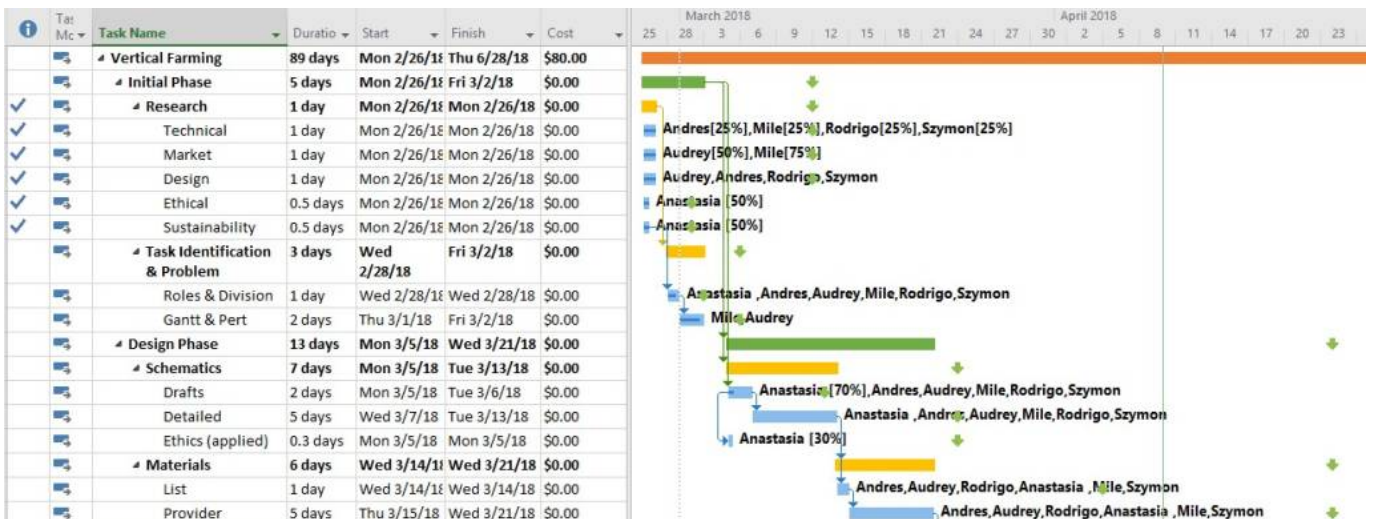 March 2018 April 2018
Task Name Duratio Start Finish Cost 25 28 3 6 9 12 15 18 21 24 27 30 2 5 8 11 14 17 20 23
Vertical Farming 89 days Mon 2/26/18 Thu 6/28/18 $80.00
Initial Phase 5 days Mon 2/26/18 Fri 3/2/18 $0.00
Research 1 day Mon 2/26/18 Mon 2/26/18 $0.00
Technical 1 day Mon 2/26/18 Mon 2/26/18 $0.00 Andres[25%],Mile[25%],Rodrigo[25%],Szymon[25%]
Market 1 day Mon 2/26/18 Mon 2/26/18 $0.00 Audrey[50%],Mile[75%]
Design 1 day Mon 2/26/18 Mon 2/26/18 $0.00 Audrey,Andres,Rodrigo,Szymon
Ethical 0.5 days Mon 2/26/18 Mon 2/26/18 $0.00 Anastasia [50%]
Sustainability 0.5 days Mon 2/26/18 Mon 2/26/18 $0.00 Anastasia [50%]
Task Identification 3 days Wed Fri 3/2/18 $0.00
& Problem 2/28/18
Roles & Division 1 day Wed 2/28/18 Wed 2/28/18 $0.00 Anastasia ,Andres,Audrey,Mile,Rodrigo,Szymon
Gantt & Pert 2 days Thu 3/1/18 Fri 3/2/18 $0.00 Mile,Audrey
Design Phase 13 days Mon 3/5/18 Wed 3/21/18 $0.00
Schematics 7 days Mon 3/5/18 Tue 3/13/18 $0.00
Drafts 2 days Mon 3/5/18 Tue 3/6/18 $0.00 Anastasia [70%],Andres,Audrey,Mile,Rodrigo,Szymon
Detailed 5 days Wed 3/7/18 Tue 3/13/18 $0.00 Anastasia ,Andres,Audrey,Mile,Rodrigo,Szymon
Ethics (applied) 0.3 days Mon 3/5/18 Mon 3/5/18 $0.00 Anastasia [30%]
Materials 6 days Wed 3/14/18 Wed 3/21/18 $0.00
List 1 day Wed 3/14/18 Wed 3/14/18 $0.00 Andres,Audrey,Rodrigo,Anastasia ,Mile,Szymon
Provider 5 days Thu 3/15/18 Wed 3/21/18 $0.00 Andres,Audrey,Rodrigo,Anastasia ,Mile,Szymon